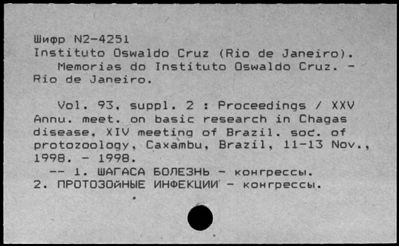 Шифр N2-4251
Instituto Oswaldo Cruz (Rio de Janeiro).
Memorias do Instituto Oswaldo Cruz. -
Rio de Janeiro.
Vol. 93, suppl. 2 : Proceedings / XXV
Annu. meet. on basic research in Chagas
disease, XIV meeting of Brazil. soc. of
protozoology, Caxambu, Brazil, 11-13 Nov.,
1998. - 1998.
-- 1. ШАГАСА БОЛЕЗНЬ - конгрессы.
2. ПРОТОЗОЙНЫЕ ИНФЕКЦИИ - конгрессы.